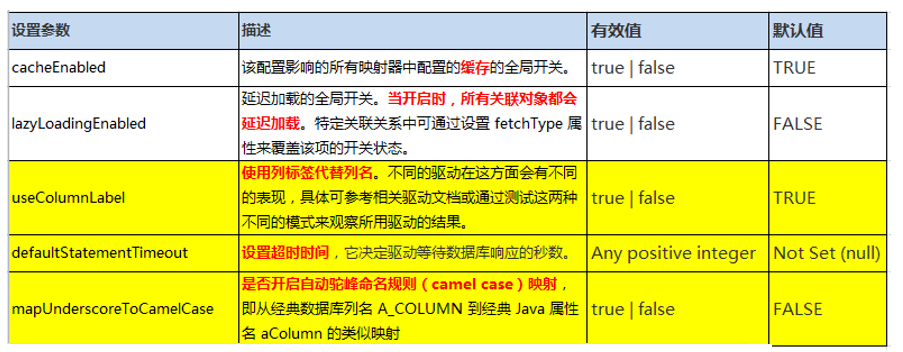 设置参数 描述 有效值 默认值
cacheEnabled 该配置影响的所有映射器中配置的缓存的全局开关。 true | false TRUE
延迟加载的全局开关。当开启时，所有关联对象都会
lazyLoadingEnabled 延迟加载。特定关联关系中可通过设置 fetchType 属 true | false FALSE
性来覆盖该项的开关状态。
使用列标签代替列名。不同的驱动在这方面会有不同
useColumnLabel 的表现，具体可参考相关驱动文档或通过测试这两种 true | false TRUE
不同的模式来观察所用驱动的结果。
defaultStatementTimeout 设置超时时间，它决定驱动等待数据库响应的秒数。 Any positive integer Not Set (null)
是否开启自动驼峰命名规则（camel case）映射，
mapUnderscoreToCamelCase 即从经典数据库列名 A_COLUMN 到经典 Java 属性 true | false FALSE
名 aColumn 的类似映射